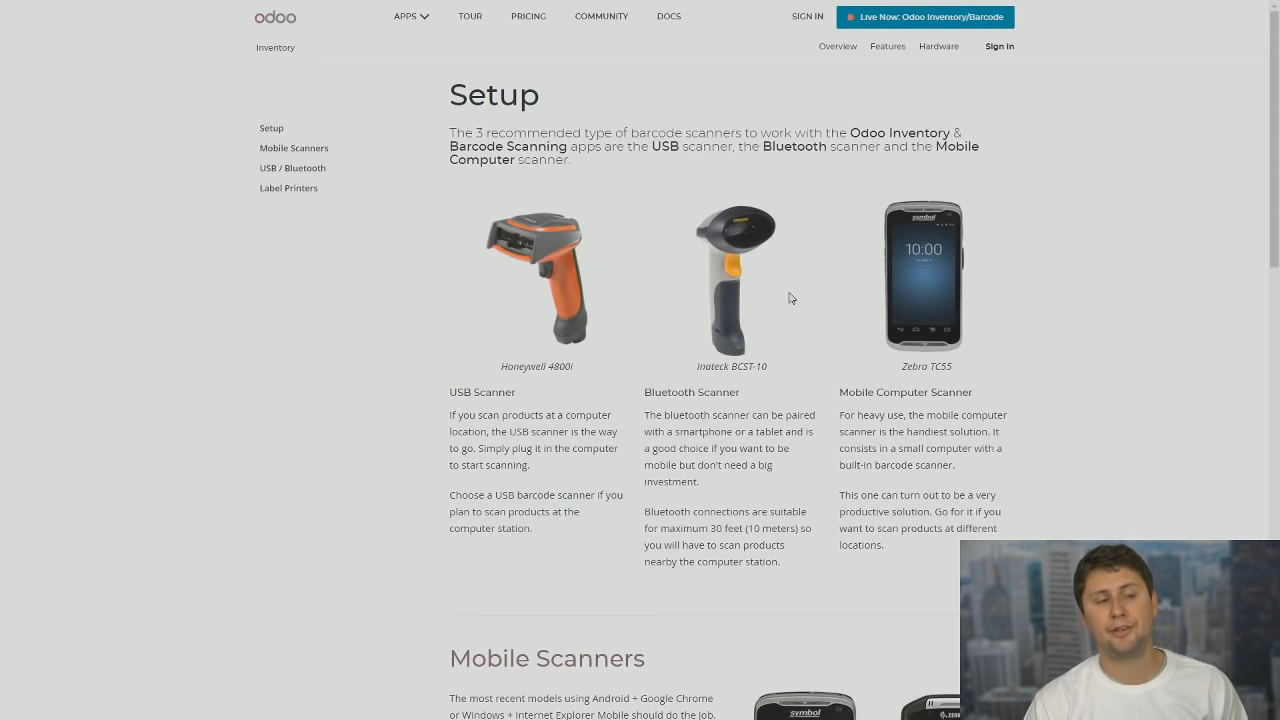 odoo
APPS
TOUR
PRICING
COMMUNITY
DOCS
SIGN IN
Live Now: Odoo Inventory/Barcode
Inventory
Overview
Features
Hardware
Sign In
Setup
Mobile Scanners
USB / Bluetooth
Label Printers
Setup
The 3 recommended type of barcode scanners to work with the Odoo Inventory &
Barcode Scanning apps are the USB scanner, the Bluetooth scanner and the Mobile
Computer scanner.
symbol
10:00
Honeywell 4800i
Inateck BCST-10
Zebra TC55
USB Scanner
If you scan products at a computer
location, the USB scanner is the way
to go. Simply plug it in the computer
to start scanning.
Choose a USB barcode scanner if you
plan to scan products at the
computer station.
Bluetooth Scanner
The bluetooth scanner can be paired
with a smartphone or a tablet and is
a good choice if you want to be
mobile but don't need a big
investment.
Bluetooth connections are suitable
for maximum 30 feet (10 meters) so
you will have to scan products
nearby the computer station.
Mobile Computer Scanner
For heavy use, the mobile computer
scanner is the handiest solution. It
consists in a small computer with a
built-in barcode scanner.
This one can turn out to be a very
productive solution. Go for it if you
want to scan products at different
locations.
Mobile Scanners
The most recent models using Android + Google Chrome
or Windows + Internet Explorer Mobile should do the job.
symbol